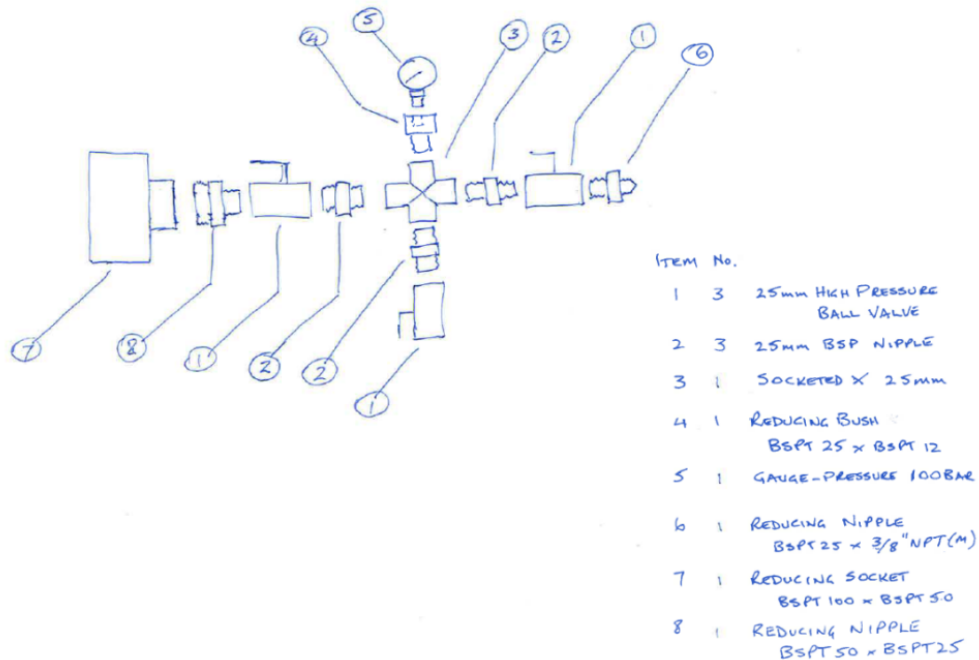 5
4
3
2
1
6
7
8
1
2
2
1
ITEM No.
1 3 25mm HIGH PRESSURE
BALL VALVE
2 3 25mm BSP NIPPLE
3 1 SOCKETED X 25mm
4 1 REDUCING BUSH
BSPT 25 x BSPT 12
5 1 GAUGE-PRESSURE 100BAR
6 1 REDUCING NIPPLE
BSPT 25 x 3/8" NPT(M)
7 1 REDUCING SOCKET
BSPT 100 x BSPT 50
8 1 REDUCING NIPPLE
BSPT 50 x BSPT 25